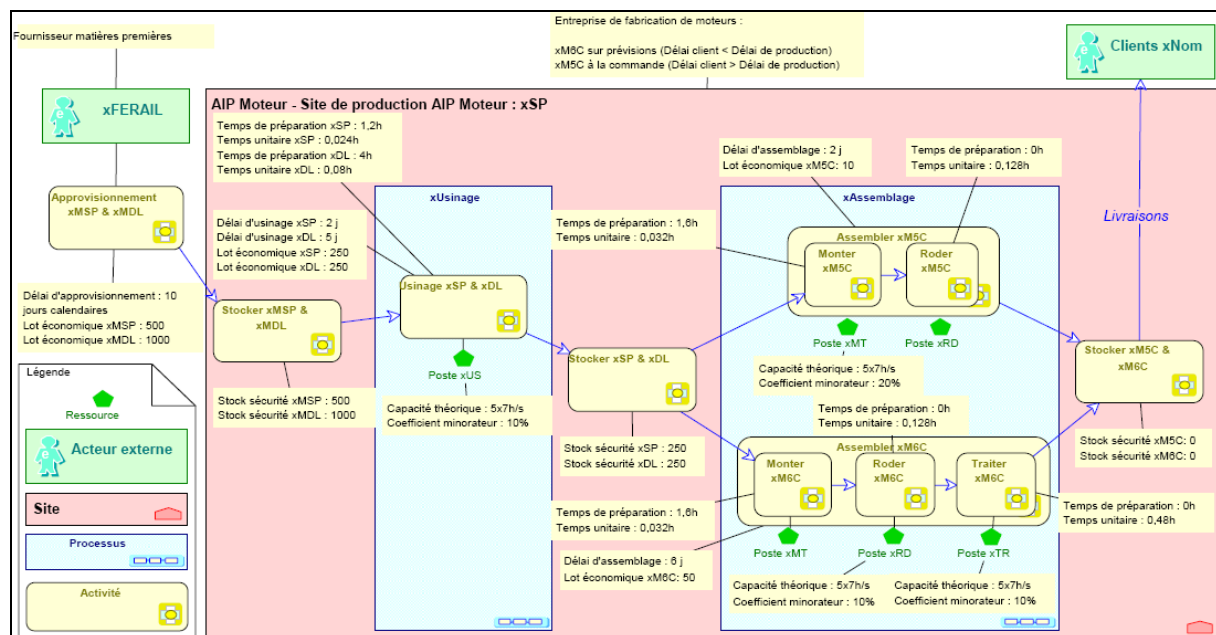 Fournisseur matières premières
xFERAIL
Approvisionnement
xMSP & xMDL
Délai d'approvisionnement : 10
jours calendaires
Lot économique xMSP : 500
Lot économique xMDL : 1000
Légende
Ressource
Acteur externe
Site
Processus
Activité
Entreprise de fabrication de moteurs :
xM6C sur prévisions (Délai client < Délai de production)
xM5C à la commande (Délai client > Délai de production)
Clients xNom
Livraisons
AIP Moteur - Site de production AIP Moteur : xSP
Temps de préparation xSP : 1,2h
Temps unitaire xSP : 0,024h
Temps de préparation xDL : 4h
Temps unitaire xDL : 0,08h
xUsinage
Délai d'usinage xSP : 2 j
Délai d'usinage xDL : 5 j
Lot économique xSP : 250
Lot économique xDL : 250
Stocker xMSP &
xMDL
Stock sécurité xMSP : 500
Stock sécurité xMDL : 1000
Usinage xSP & xDL
Poste xUS
Capacité théorique : 5x7h/s
Coefficient minorateur : 10%
Stocker xSP & xDL
Stock sécurité xSP : 250
Stock sécurité xDL : 250
Délai d'assemblage : 2 j
Lot économique xM5C: 10
Temps de préparation : 0h
Temps unitaire : 0,128h
xAssemblage
Temps de préparation : 1,6h
Temps unitaire : 0,032h
Assembler xM5C
Monter
xM5C
Roder
xM5C
Poste xMT
Poste xRD
Capacité théorique : 5x7h/s
Coefficient minorateur : 20%
Temps de préparation : 0h
Temps unitaire : 0,128h
Assembler xM6C
Monter
xM6C
Roder
xM6C
Traiter
xM6C
Temps de préparation : 1,6h
Temps unitaire : 0,032h
Temps de préparation : 0h
Temps unitaire : 0,48h
Poste xMT
Poste xRD
Poste xTR
Délai d'assemblage : 6 j
Lot économique xM6C: 50
Capacité théorique : 5x7h/s
Coefficient minorateur : 10%
Capacité théorique : 5x7h/s
Coefficient minorateur : 10%
Stocker xM5C &
xM6C
Stock sécurité xM5C: 0
Stock sécurité xM6C: 0